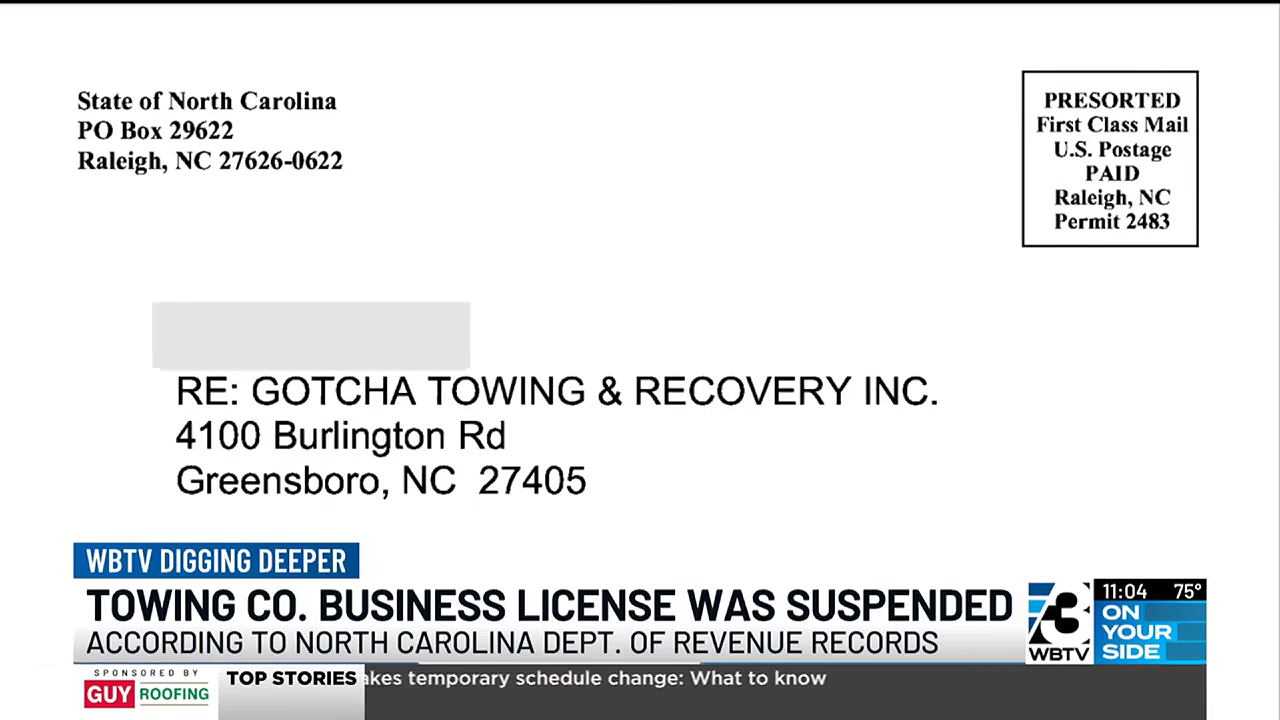 State of North Carolina
PO Box 29622
Raleigh, NC 27626-0622
PRESORTED
First Class Mail
U.S. Postage
PAID
Raleigh, NC
Permit 2483
RE: GOTCHA TOWING & RECOVERY INC.
4100 Burlington Rd
Greensboro, NC 27405
WBTV DIGGING DEEPER
TOWING CO. BUSINESS LICENSE WAS SUSPENDED
ACCORDING TO NORTH CAROLINA DEPT. OF REVENUE RECORDS
3
WBTV
11:04 75°
ON
YOUR
SIDE
SPONSORED BY
GUY ROOFING
TOP STORIES
akes temporary schedule change: What to know